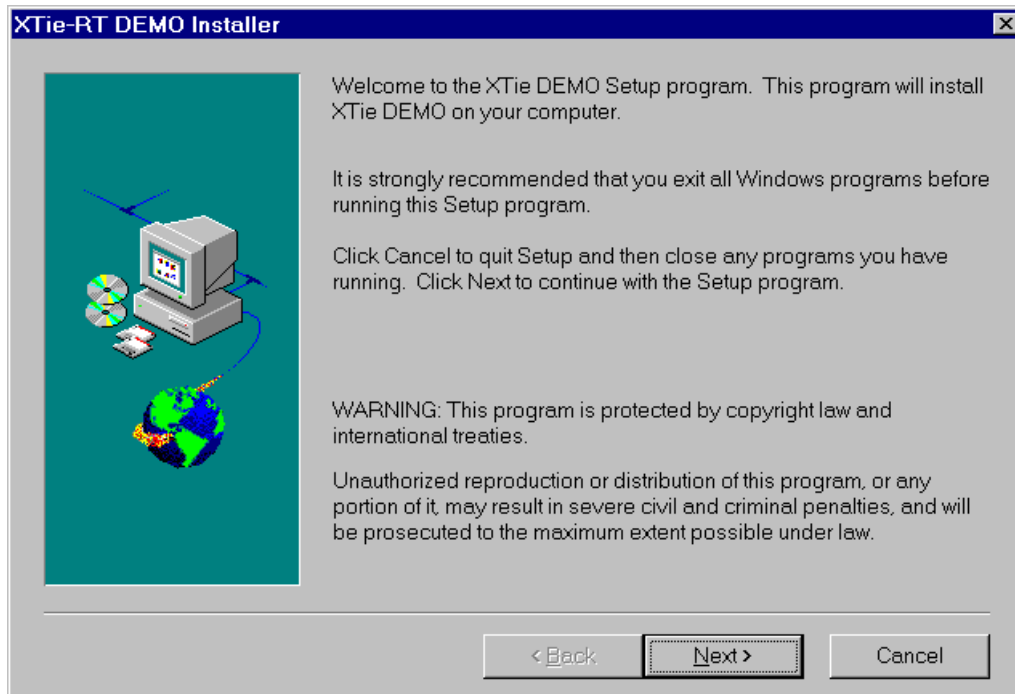 XTie-RT DEMO Installer
Welcome to the XTie DEMO Setup program.  This program will install
XTie DEMO on your computer.
It is strongly recommended that you exit all Windows programs before
running this Setup program.
Click Cancel to quit Setup and then close any programs you have
running.  Click Next to continue with the Setup program.
WARNING: This program is protected by copyright law and
international treaties.
Unauthorized reproduction or distribution of this program, or any
portion of it, may result in severe civil and criminal penalties, and will
be prosecuted to the maximum extent possible under law.
< Back Next > Cancel